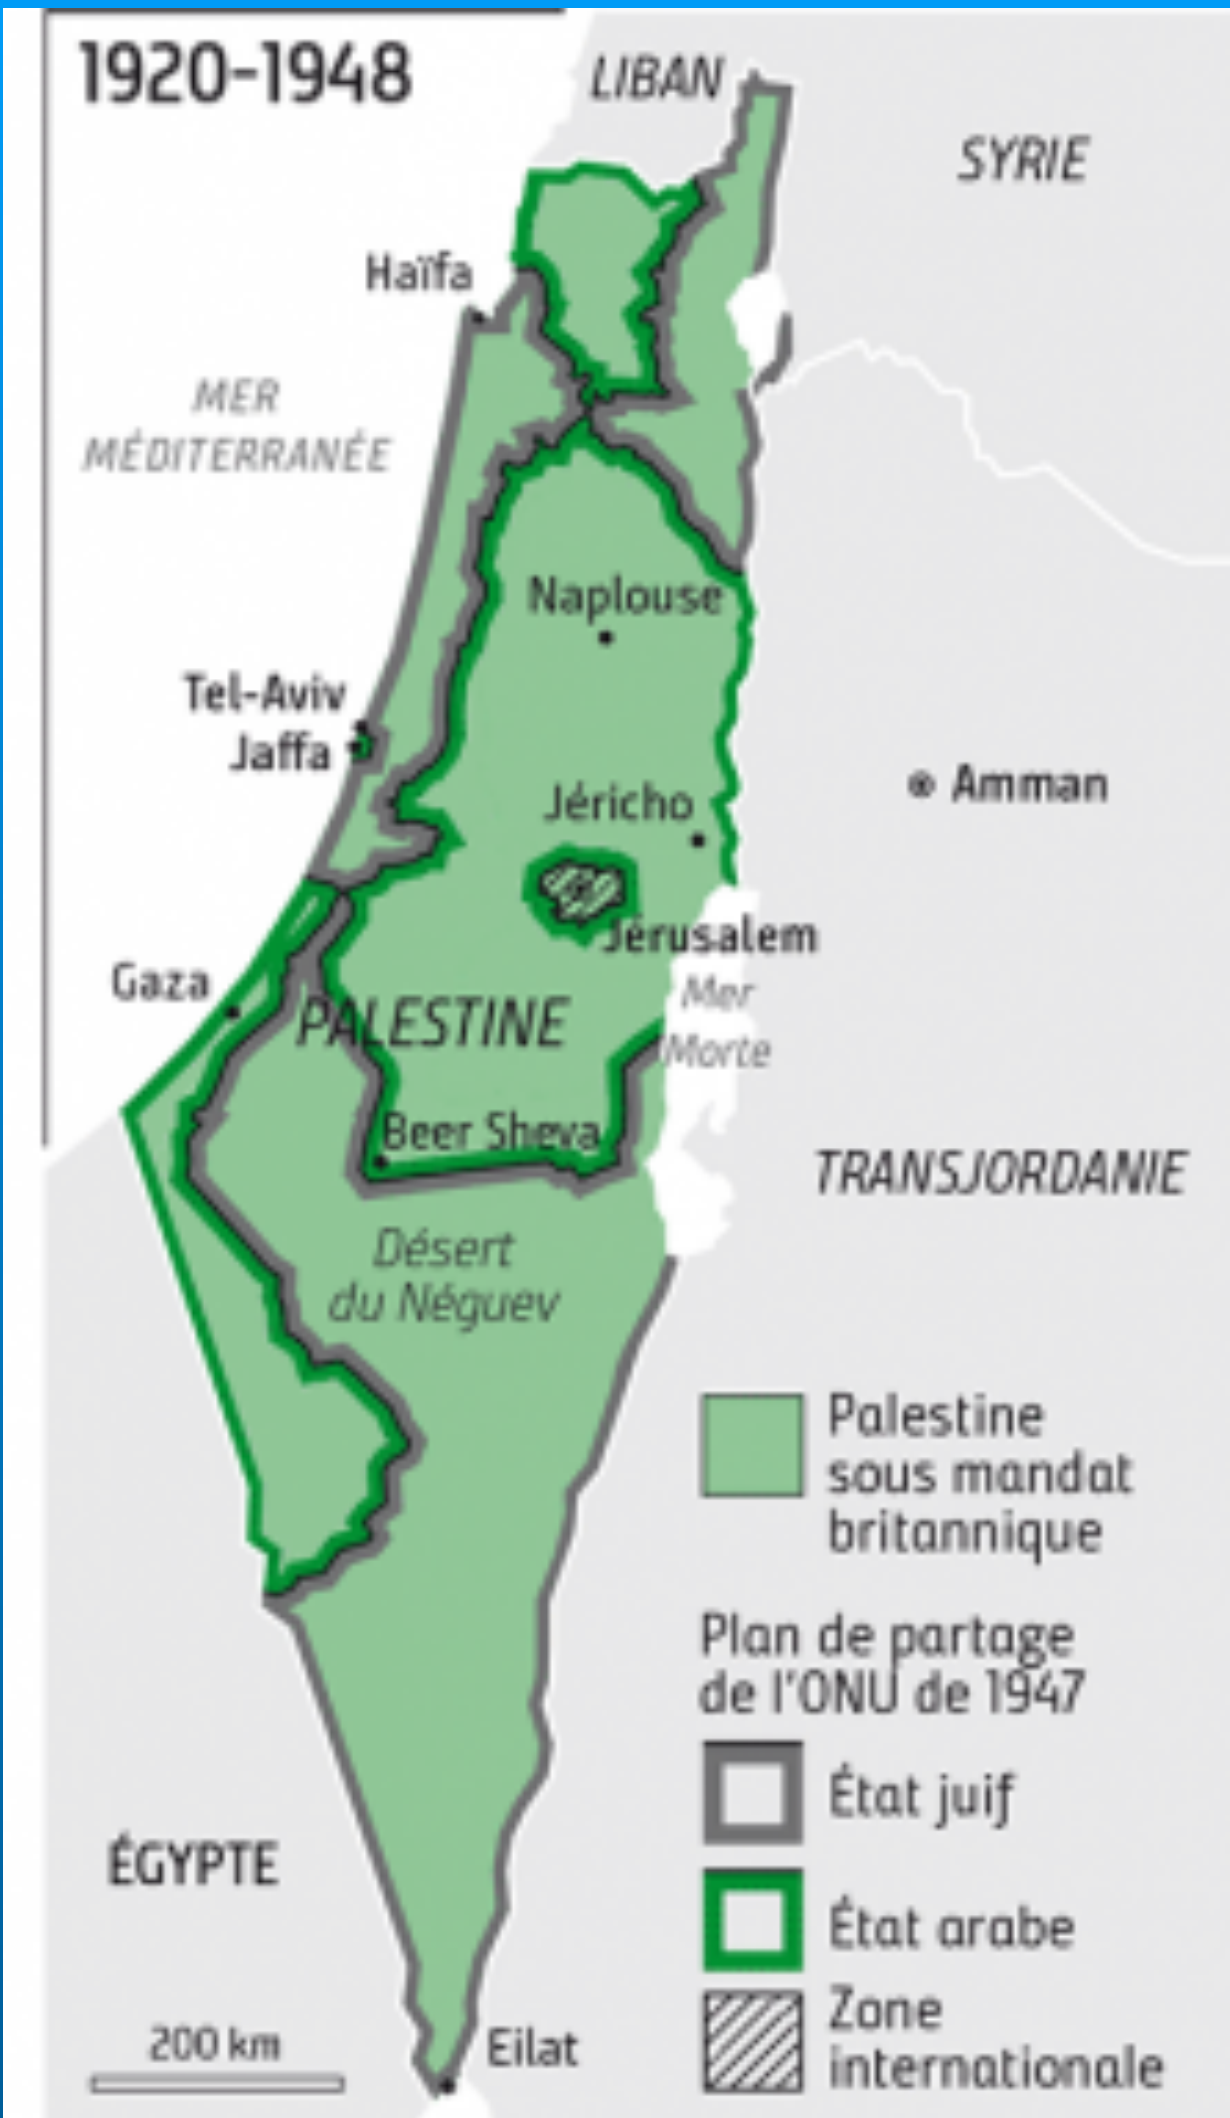 1920-1948
LIBAN
SYRIE
Haïfa
MER
MÉDITERRANÉE
Naplouse
Tel-Aviv
Jaffa
Jéricho
Amman
Jérusalem
Gaza
Mer
Morte
PALESTINE
Beer Sheva
TRANSJORDANIE
Désert
du Néguev
Palestine
sous mandat
britannique
Plan de partage
de l'ONU de 1947
État juif
ÉGYPTE
État arabe
Zone
internationale
200 km
Eilat